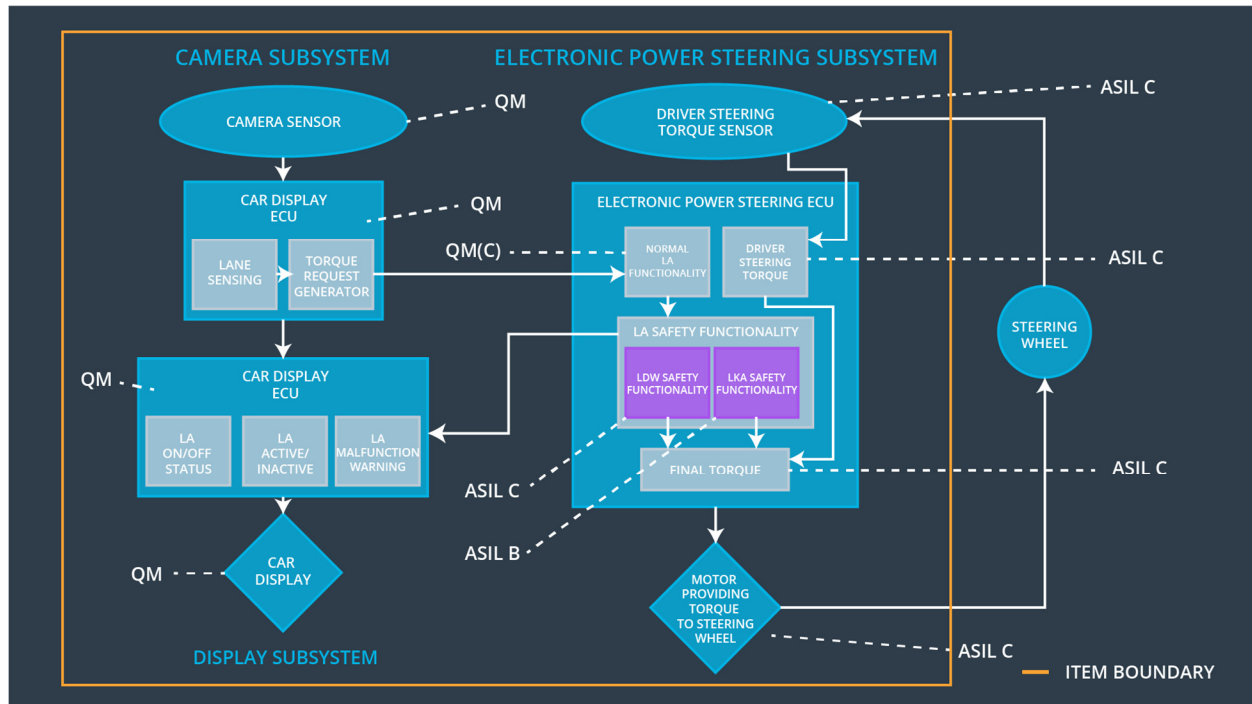 CAMERA SUBSYSTEM
ELECTRONIC POWER STEERING SUBSYSTEM
CAMERA SENSOR
QM
DRIVER STEERING
TORQUE SENSOR
ASIL C
CAR DISPLAY
ECU
QM
LANE
SENSING
TORQUE
REQUEST
GENERATOR
ELECTRONIC POWER STEERING ECU
QM(C)
NORMAL
LA
FUNCTIONALITY
DRIVER
STEERING
TORQUE
ASIL C
LA SAFETY FUNCTIONALITY
LDW SAFETY
FUNCTIONALITY
LKA SAFETY
FUNCTIONALITY
STEERING
WHEEL
QM
CAR DISPLAY
ECU
LA
ON/OFF
STATUS
LA
ACTIVE/
INACTIVE
LA
MALFUNCTION
WARNING
FINAL TORQUE
ASIL C
ASIL C
ASIL B
QM
CAR
DISPLAY
MOTOR
PROVIDING
TORQUE
TO STEERING
WHEEL
ASIL C
DISPLAY SUBSYSTEM
ITEM BOUNDARY